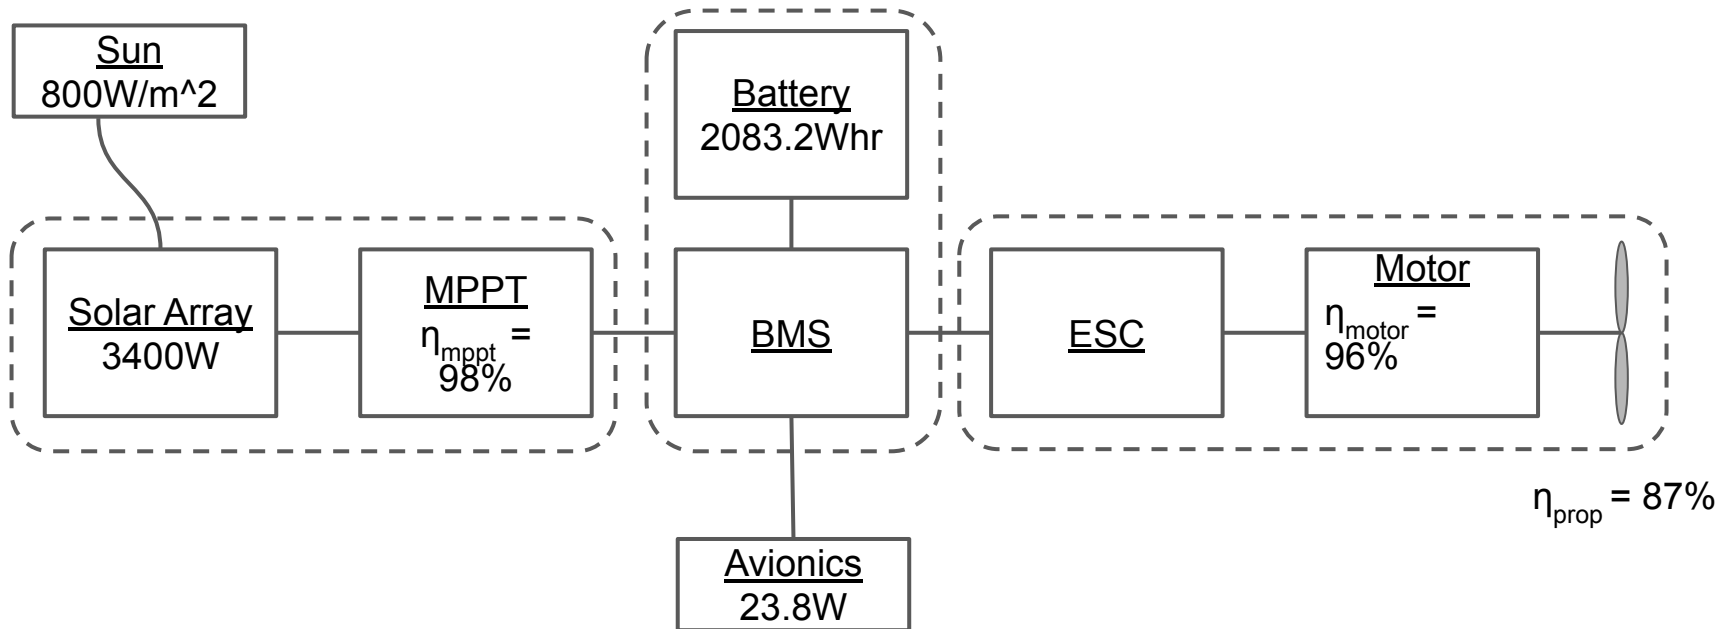 Sun
800W/m^2
Battery
2083.2Whr
Solar Array
3400W
MPPT
ηmppt =
98%
BMS
ESC
Motor
ηmotor =
96%
ηprop = 87%
Avionics
23.8W